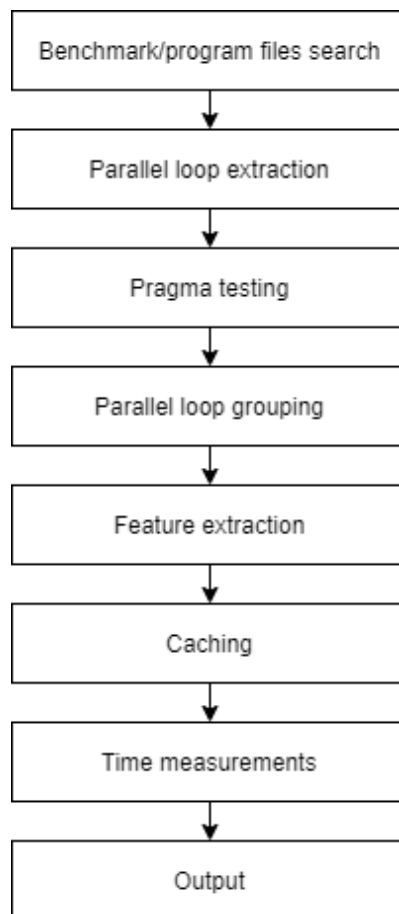 Benchmark/program files search
Parallel loop extraction
Pragma testing
Parallel loop grouping
Feature extraction
Caching
Time measurements
Output